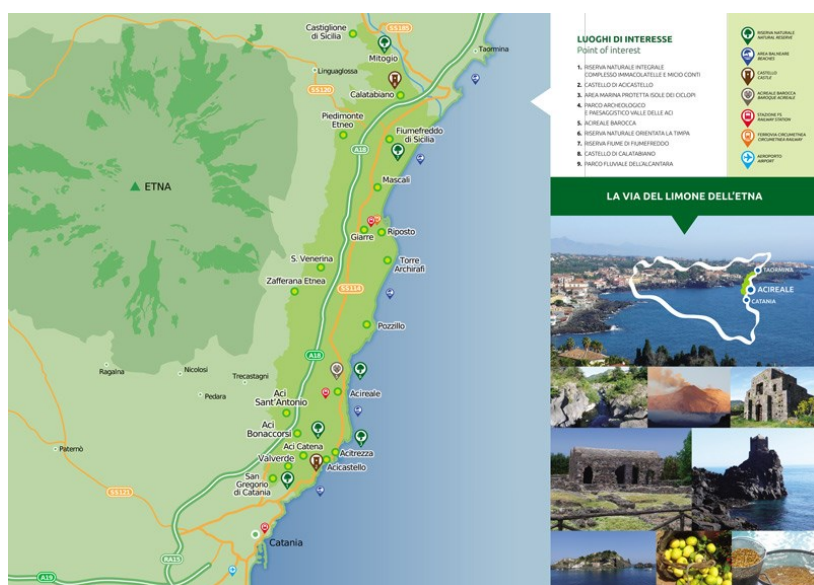 Castiglione
di Sicilia
SS185
Mitogio
Taormina
Linguaglossa
SS120
Calatabiano
Piedimonte
Etneo
Fiumefreddo
di Sicilia
A18
ETNA
Mascali
Giarre
Riposto
S. Venerina
Torre
Archirafi
Zafferana Etnea
SS114
Pozzillo
A18
Ragalna
Nicolosi
Trecastagni
Pedara
Acireale
Aci
Sant'Antonio
Aci
Bonaccorsi
Aci Catena
Acitrezza
Valverde
Acicastello
Paternò
San
Gregorio
di Catania
SS121
Catania
RA15
A19
LUOGHI DI INTERESSE
Point of interest
1. RISERVA NATURALE INTEGRALE
COMPLESSO IMMACOLATELLE E MICIO CONTI
2. CASTELLO DI ACICASTELLO
3. AREA MARINA PROTETTA ISOLE DEI CICLOPI
4. PARCO ARCHEOLOGICO
E PAESAGGISTICO VALLE DELLE ACI
5. ACIREALE BAROCCA
6. RISERVA NATURALE ORIENTATA LA TIMPA
7. RISERVA FIUME DI FIUMEFREDDO
8. CASTELLO DI CALATABIANO
9. PARCO FLUVIALE DELL'ALCANTARA
RISERVA NATURALE
NATURAL RESERVE
AREA BALNEARE
BEACHES
CASTELLO
CASTLE
ACIREALE BAROCCA
BAROQUE ACIREALE
STAZIONE FS
RAILWAY STATION
FERROVIA CIRCUMETNEA
CIRCUMETNEA RAILWAY
AEROPORTO
AIRPORT
LA VIA DEL LIMONE DELL'ETNA
TAORMINA
ACIREALE
CATANIA